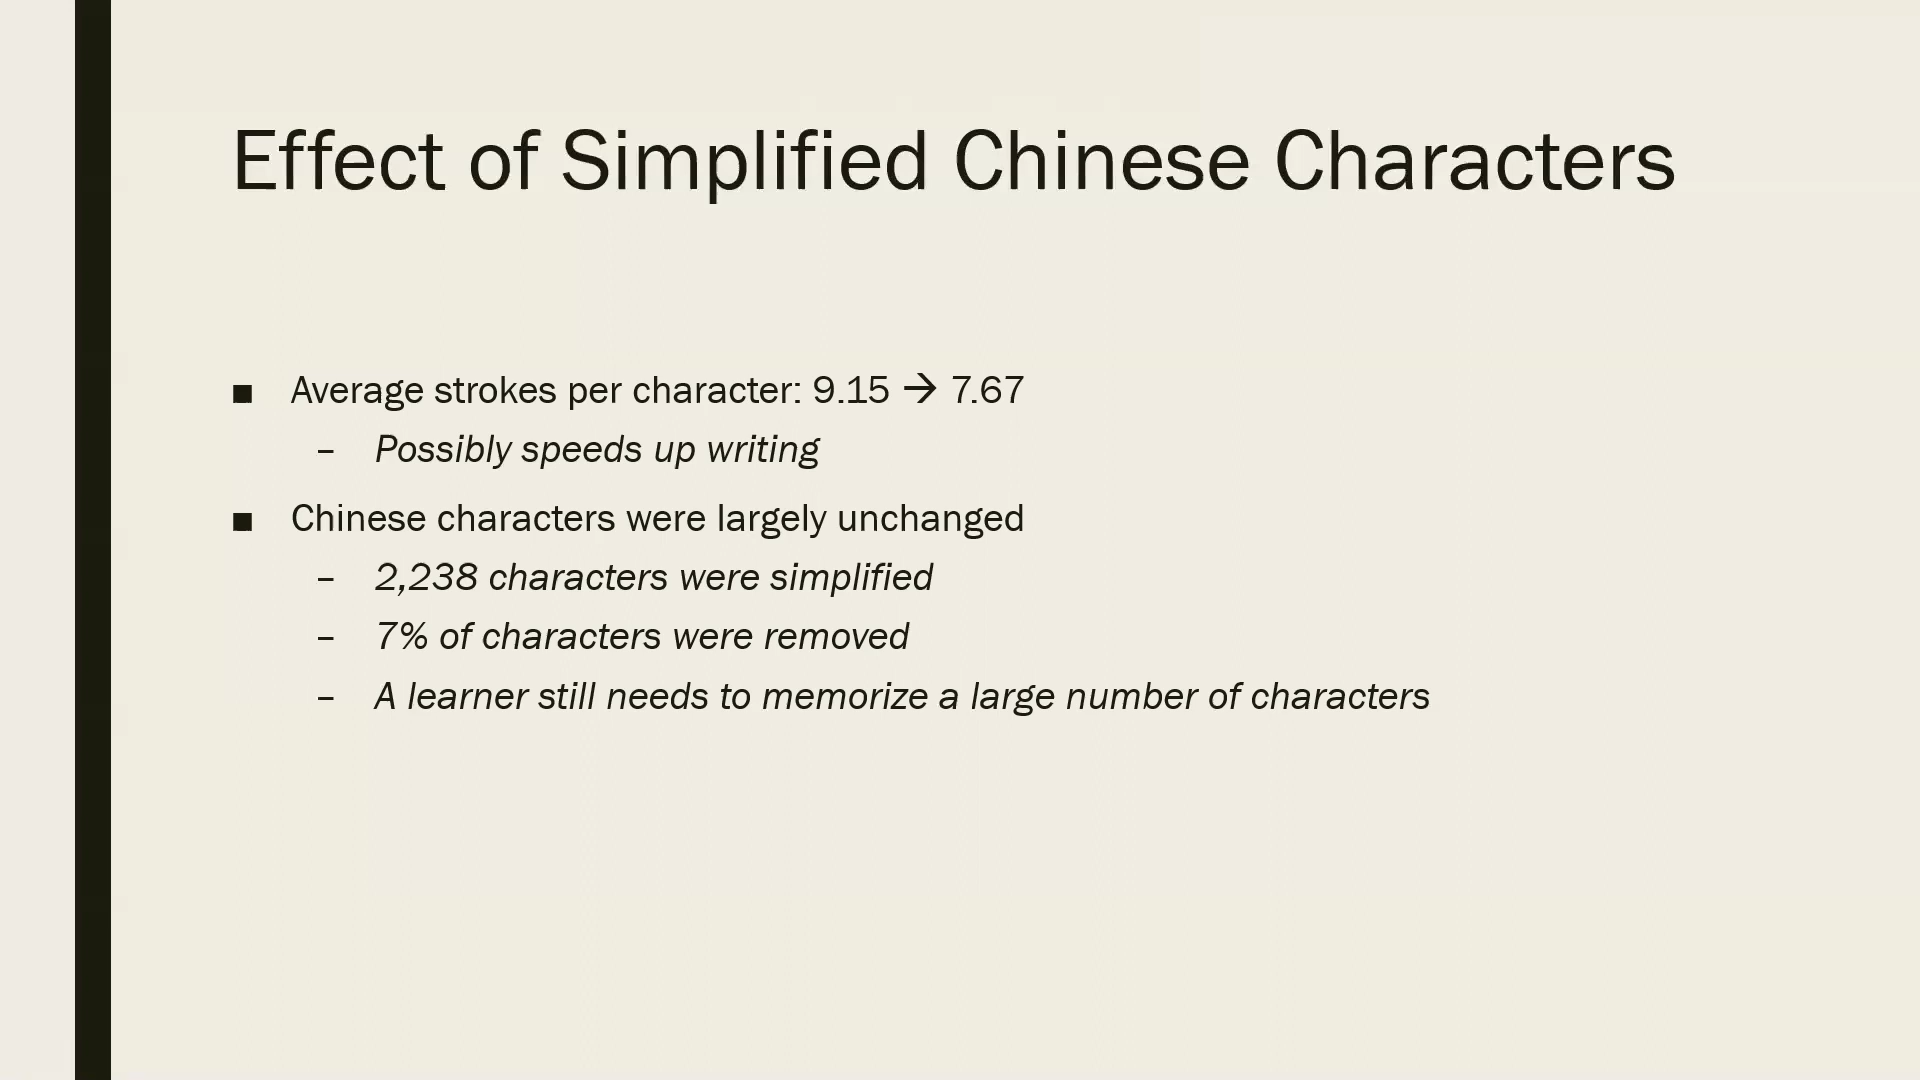 Effect of Simplified Chinese Characters
■ Average strokes per character: 9.15 → 7.67
– Possibly speeds up writing
■ Chinese characters were largely unchanged
– 2,238 characters were simplified
– 7% of characters were removed
– A learner still needs to memorize a large number of characters